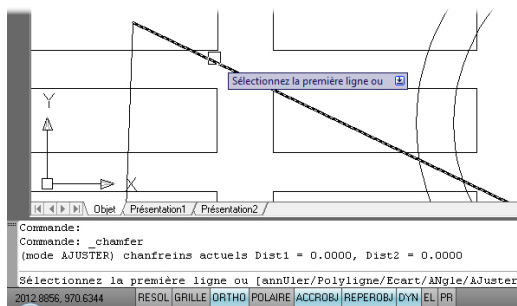 Sélectionnez la première ligne ou
Y
X
Objet / Présentation1 / Présentation2 /
Commande:
Commande: _chamfer
(mode AJUSTER) chanfreins actuels Dist1 = 0.0000, Dist2 = 0.0000
Sélectionnez la première ligne ou [annUler/Polyligne/Ecart/ANgle/AJuster
2012.8856, 970.6344 RESOL GRILLE ORTHO POLAIRE ACCROBJ REPEROBJ DYN EL PR